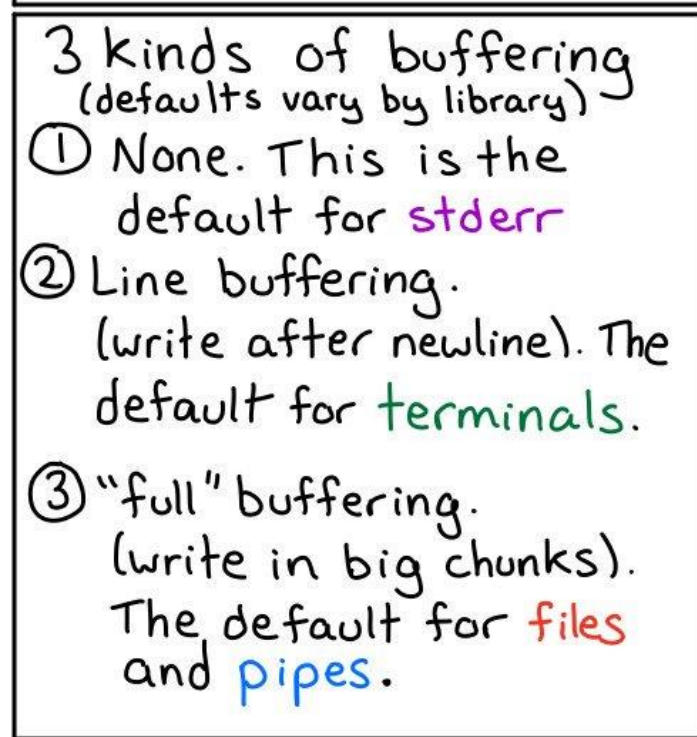 3 kinds of buffering
(defaults vary by library)
① None. This is the
default for stderr
② Line buffering.
(write after newline). The
default for terminals.
③ "full" buffering.
(write in big chunks).
The default for files
and pipes.